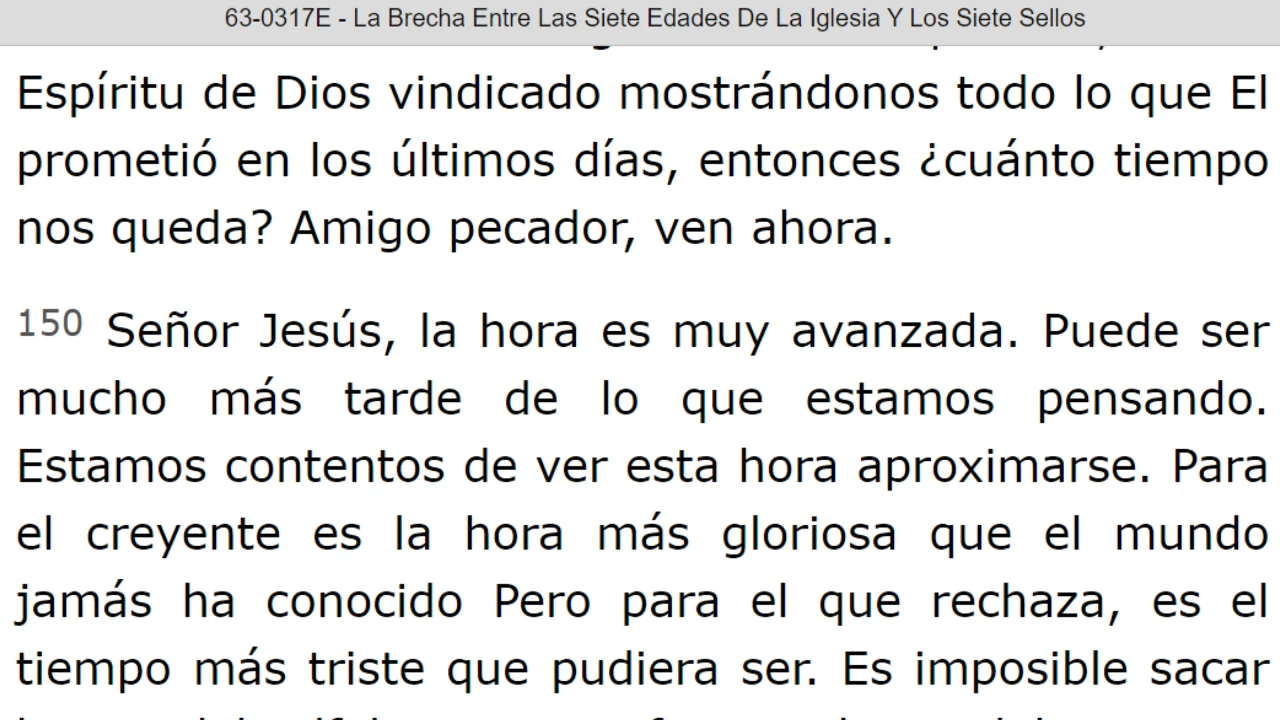 63-0317E - La Brecha Entre Las Siete Edades De La Iglesia Y Los Siete Sellos
Espíritu de Dios vindicado mostrándonos todo lo que El
prometió en los últimos días, entonces ¿cuánto tiempo
nos queda? Amigo pecador, ven ahora.
150 Señor Jesús, la hora es muy avanzada. Puede ser
mucho más tarde de lo que estamos pensando.
Estamos contentos de ver esta hora aproximarse. Para
el creyente es la hora más gloriosa que el mundo
jamás ha conocido Pero para el que rechaza, es el
tiempo más triste que pudiera ser. Es imposible sacar